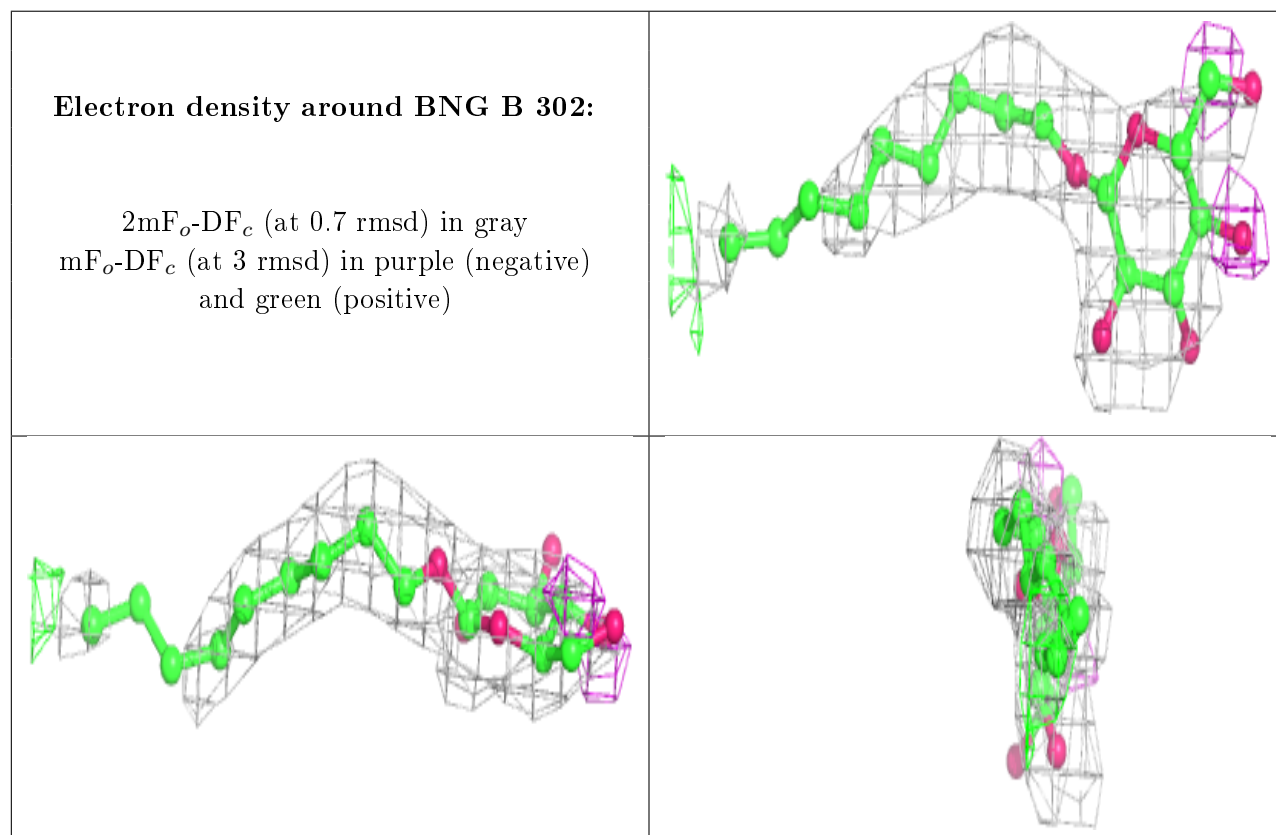 Electron density around BNG B 302:
2mFo-DFc (at 0.7 rmsd) in gray
mFo-DFc (at 3 rmsd) in purple (negative)
and green (positive)